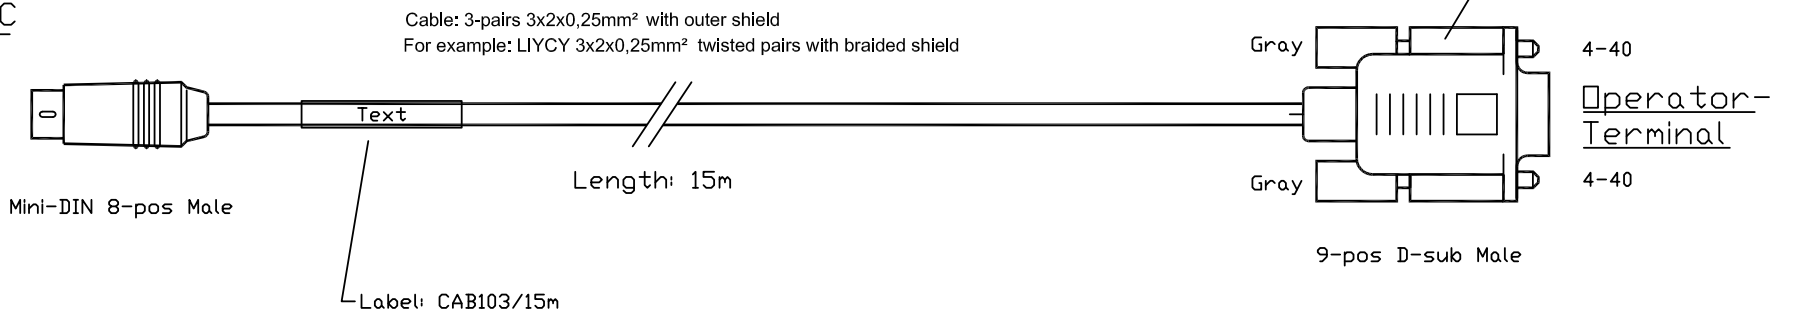 C
Cable: 3-pairs 3x2x0,25mm² with outer shield
For example: LIYCY 3x2x0,25mm² twisted pairs with braided shield
Gray
4-40
Text
Operator-
Terminal
Length: 15m
Gray
4-40
Mini-DIN 8-pos Male
9-pos D-sub Male
Label: CAB103/15m